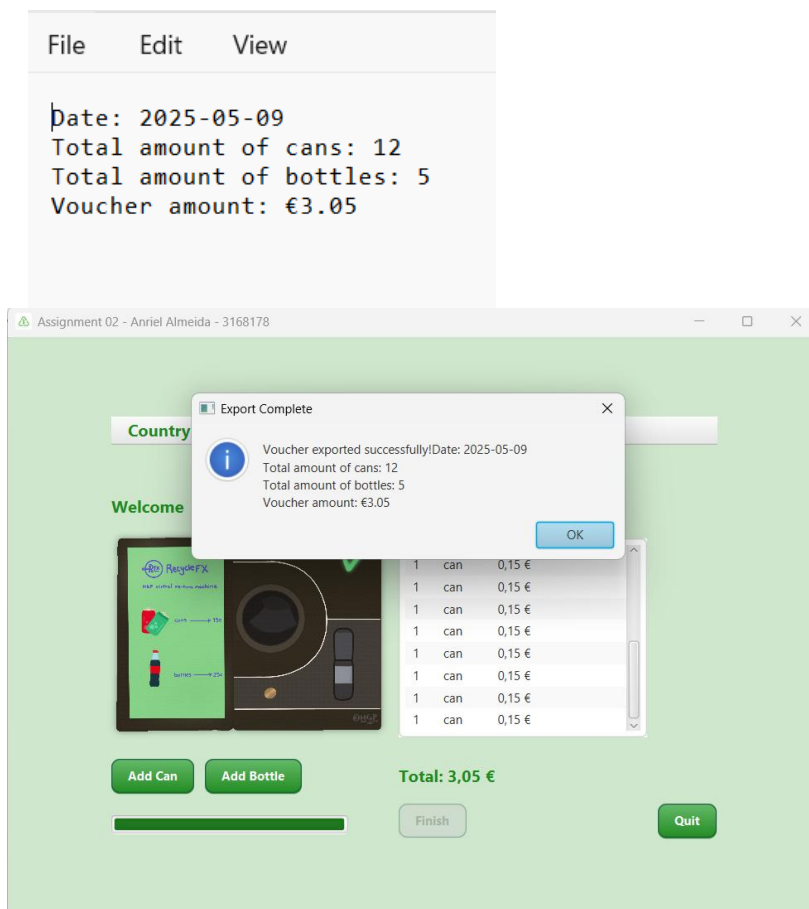 File Edit View
Date: 2025-05-09
Total amount of cans: 12
Total amount of bottles: 5
Voucher amount: €3.05
Assignment 02 - Anriel Almeida - 3168178
Export Complete
Country
Voucher exported successfully!Date: 2025-05-09
Total amount of cans: 12
Total amount of bottles: 5
Voucher amount: €3.05
OK
Welcome
RecycleFX
cans 15c
bottles 25c
1 can 0,15 €
1 can 0,15 €
1 can 0,15 €
1 can 0,15 €
1 can 0,15 €
1 can 0,15 €
1 can 0,15 €
1 can 0,15 €
Add Can Add Bottle
Total: 3,05 €
Finish
Quit